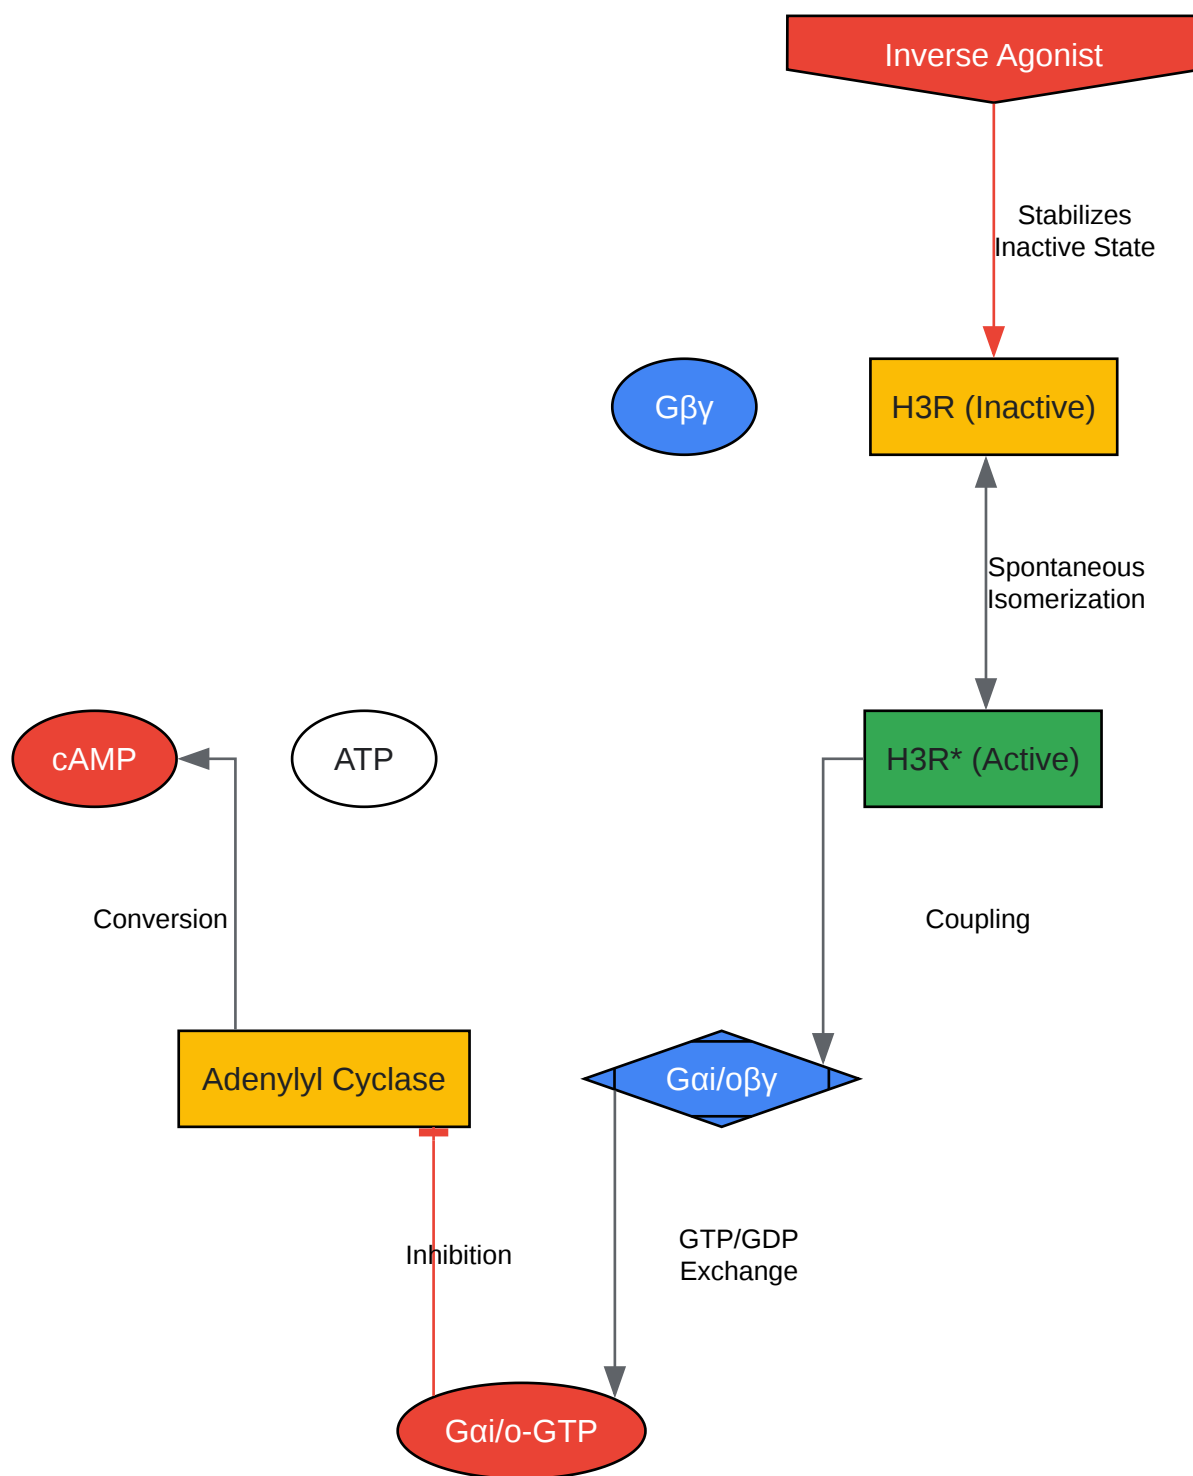 Inverse Agonist
Stabilizes
Inactive State
Gβγ
H3R (Inactive)
Spontaneous
Isomerization
cAMP
ATP
H3R* (Active)
Conversion
Coupling
Adenylyl Cyclase
Gαi/oβγ
Inhibition
GTP/GDP
Exchange
Gαi/o-GTP